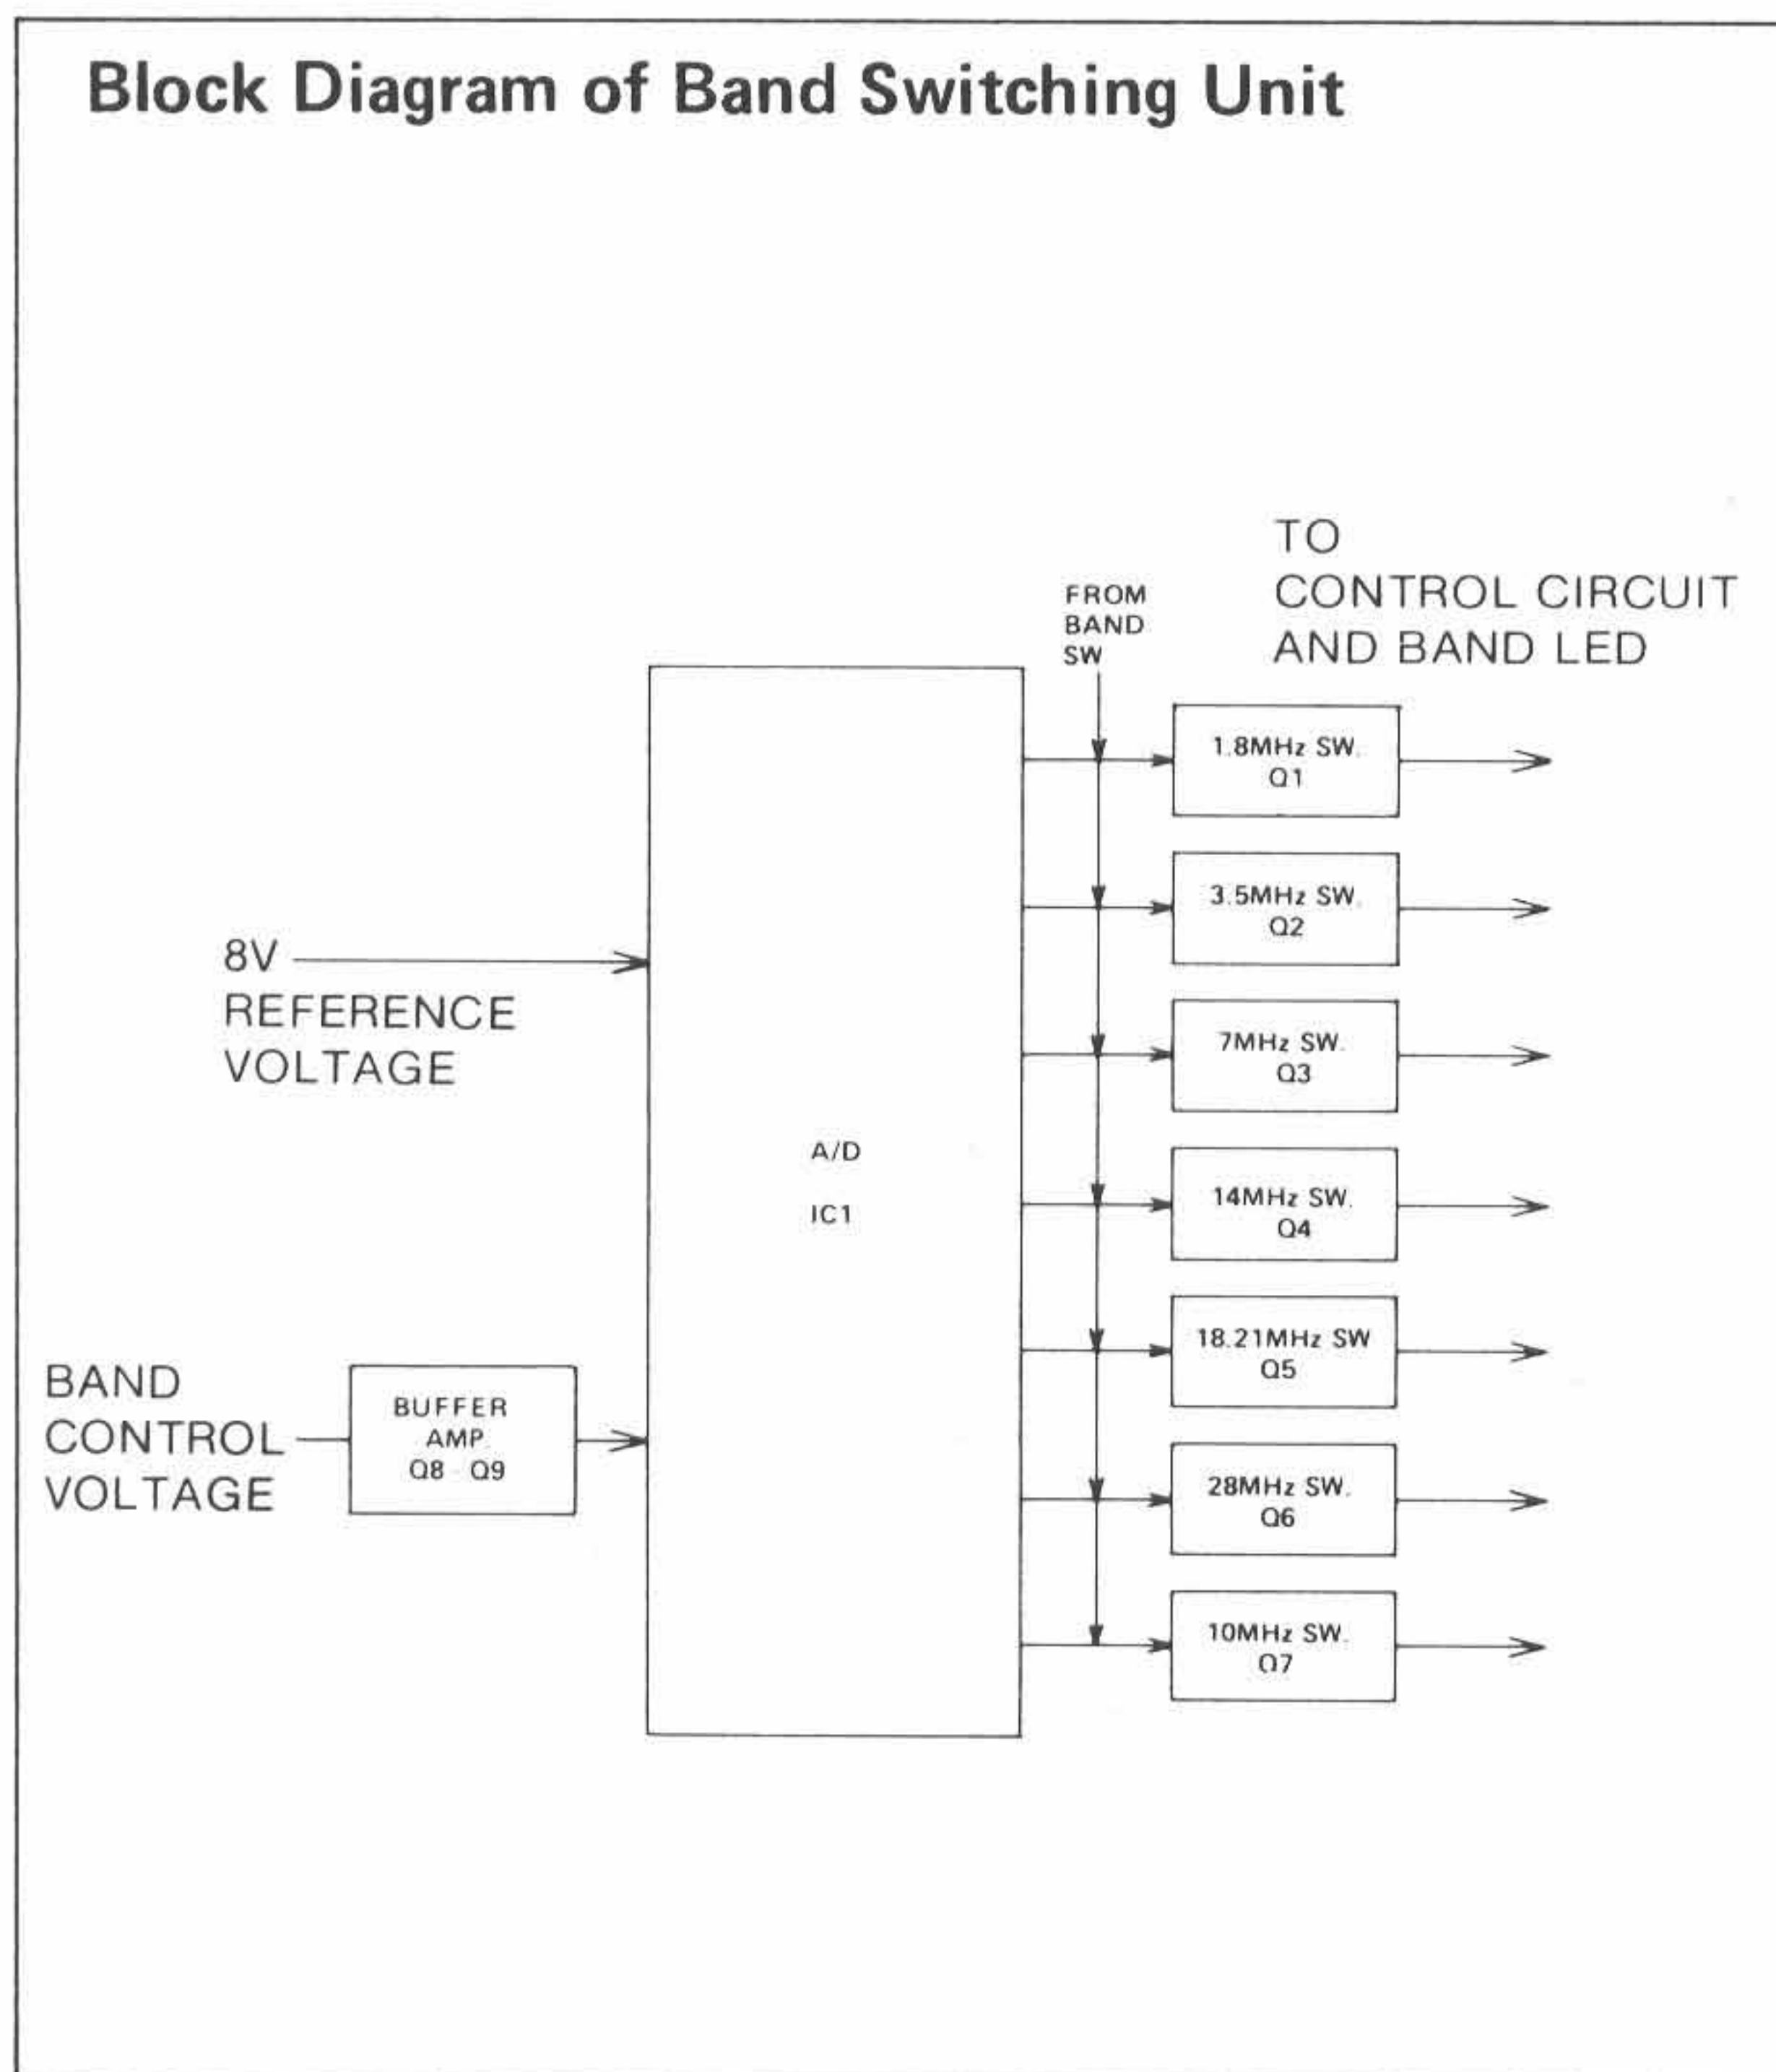 Block Diagram of Band Switching Unit
TO
CONTROL CIRCUIT
AND BAND LED
FROM
BAND
SW
1.8MHz SW.
Q1
3.5MHz SW.
Q2
8V
REFERENCE
VOLTAGE
7MHz SW.
Q3
A/D
IC1
14MHz SW.
Q4
18.21MHz SW
Q5
BAND
CONTROL
VOLTAGE
BUFFER
AMP.
Q8 - Q9
28MHz SW.
Q6
10MHz SW.
Q7